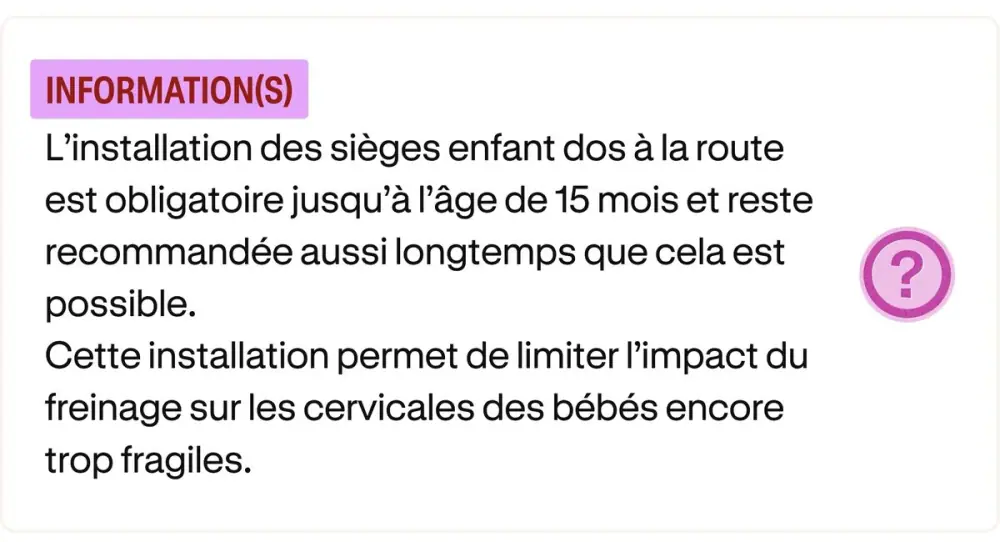 INFORMATION(S)
L’installation des sièges enfant dos à la route
est obligatoire jusqu’à l’âge de 15 mois et reste
recommandée aussi longtemps que cela est
possible.
?
Cette installation permet de limiter l’impact du
freinage sur les cervicales des bébés encore
trop fragiles.